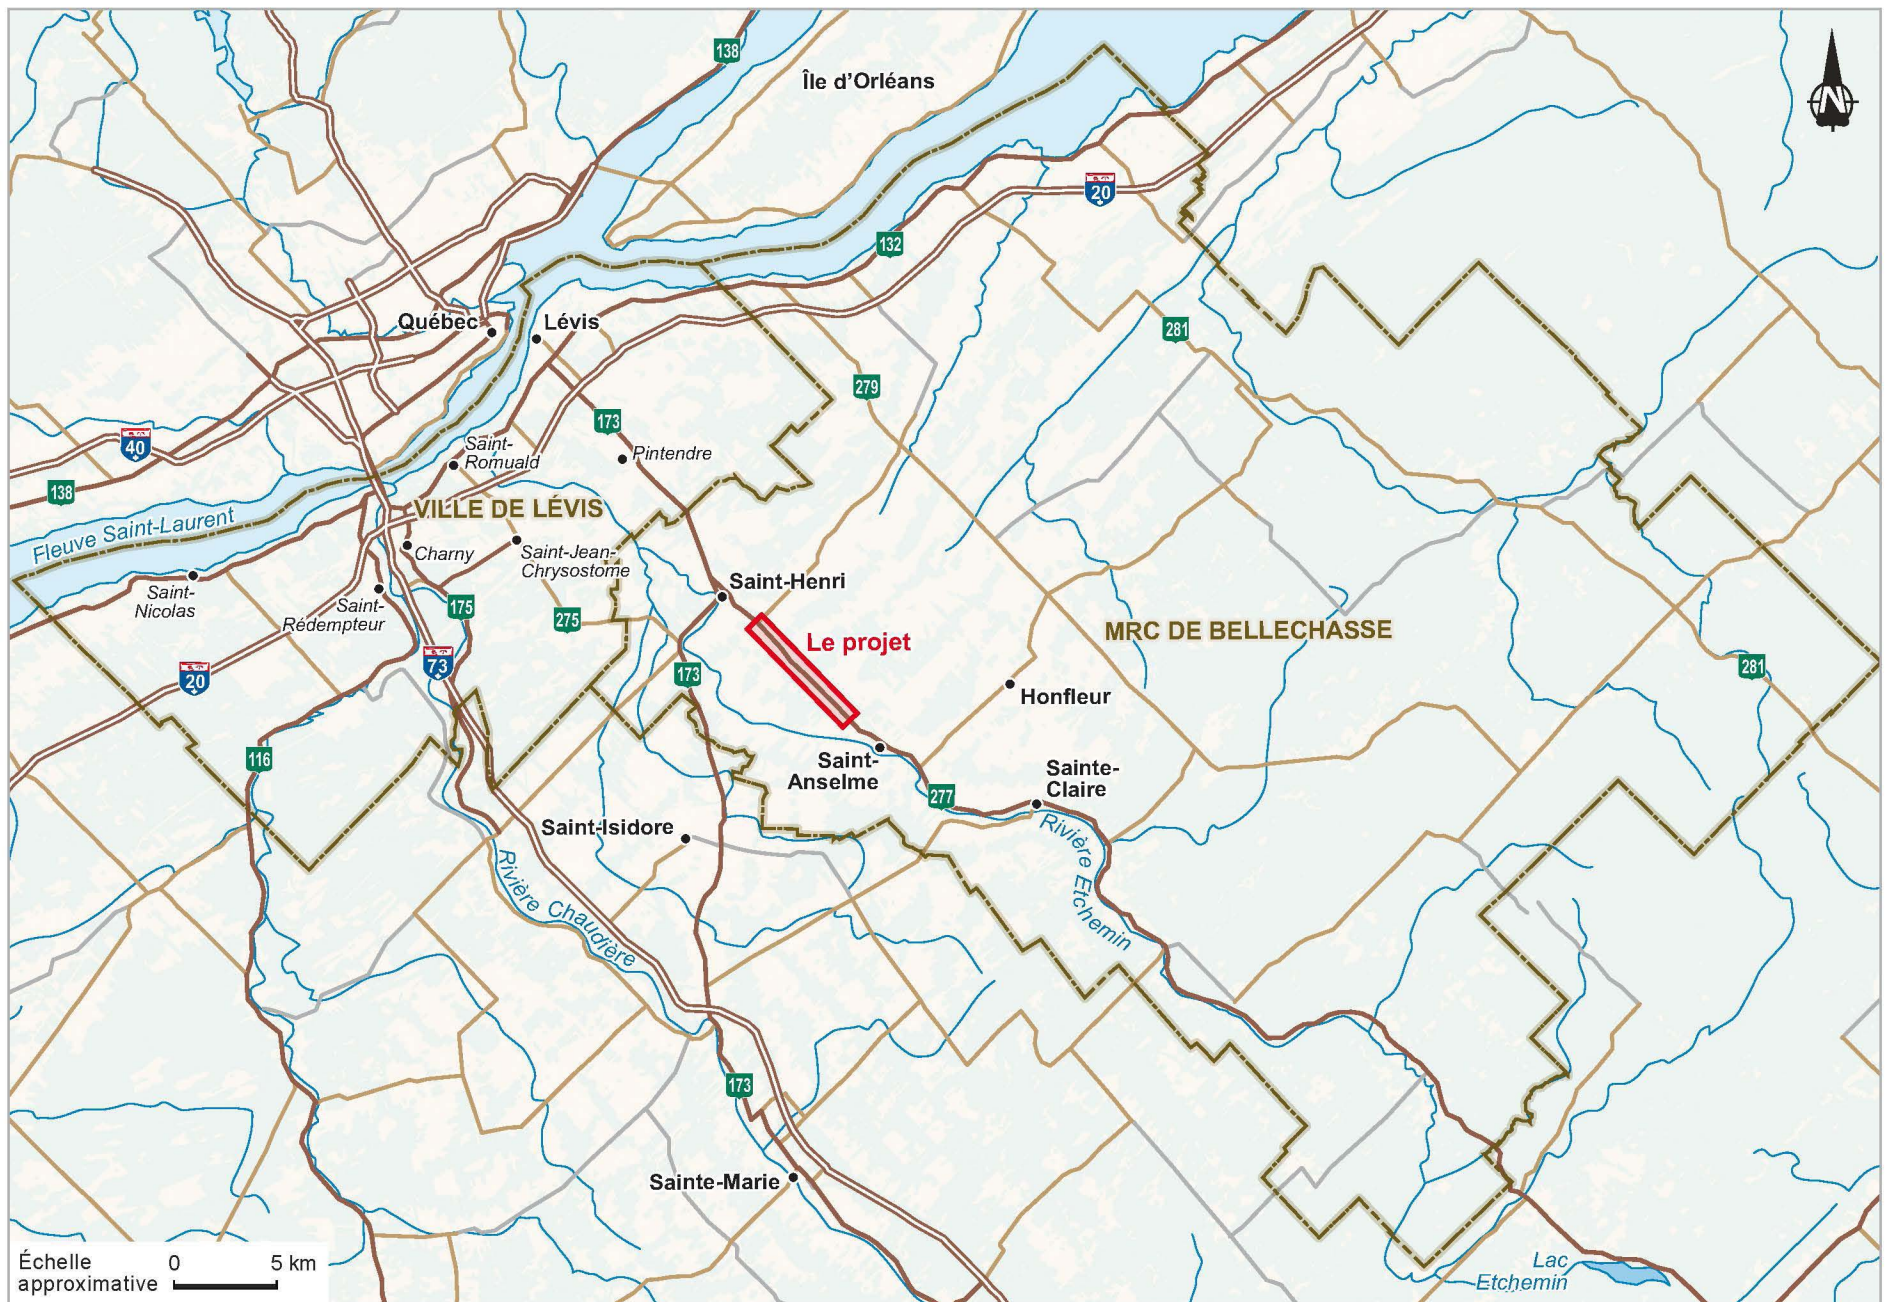 138
Île d'Orléans
N
20
132
Québec
Lévis
281
279
173
40
Saint-
Romuald
Pintendre
138
VILLE DE LÉVIS
Fleuve Saint-Laurent
Charny
Saint-Jean-
Chrysostome
Saint-Henri
Saint-
Nicolas
Saint-
Rédempteur
175
275
Le projet
MRC DE BELLECHASSE
73
20
173
281
Honfleur
116
Saint-
Anselme
Sainte-
Claire
277
Saint-Isidore
Rivière Etchemin
Rivière Chaudière
173
Sainte-Marie
Échelle
approximative
0
5 km
Lac
Etchemin